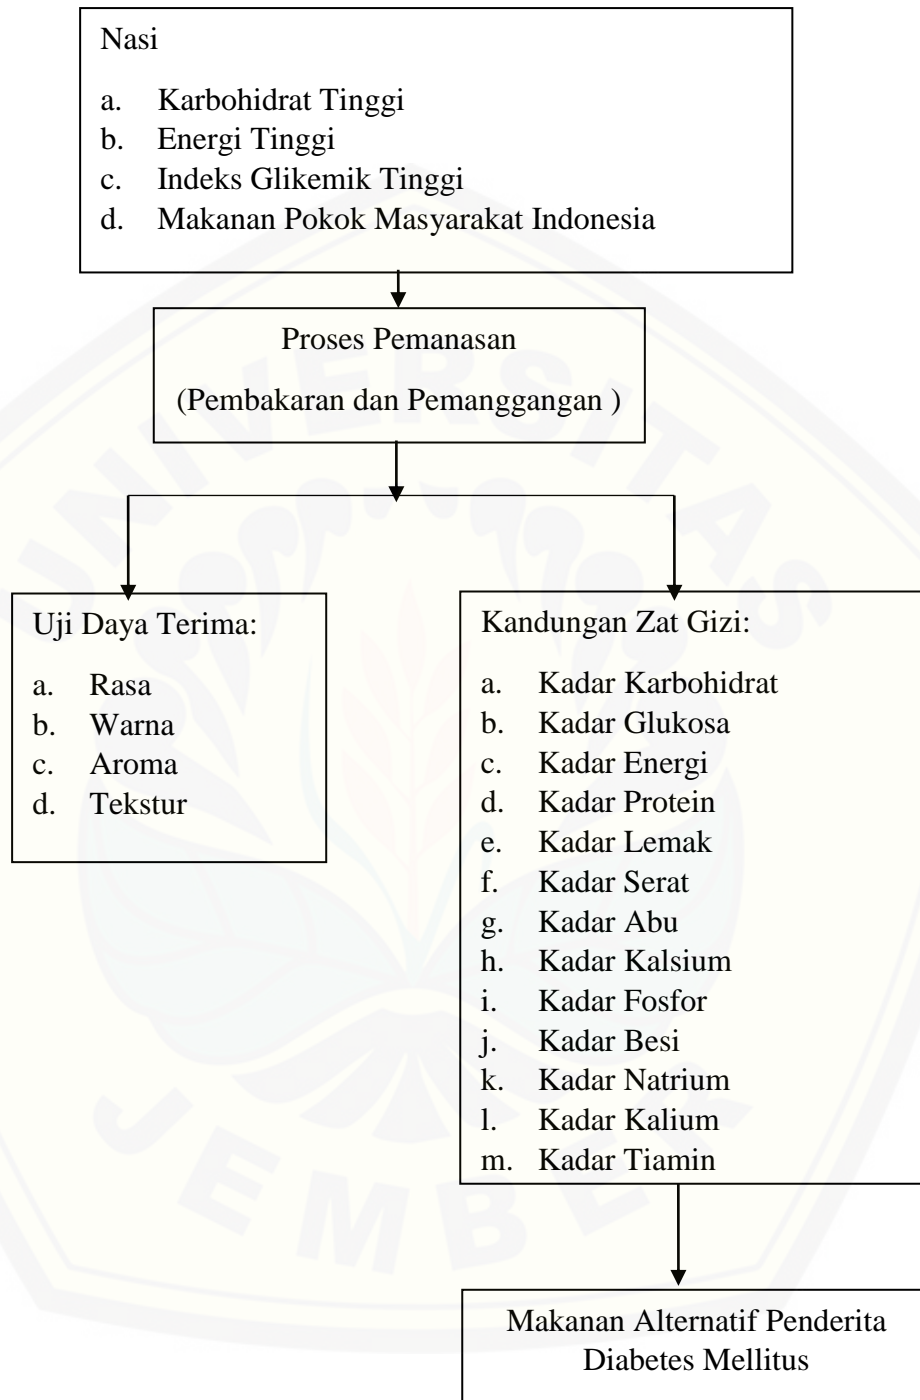 Nasi
a. Karbohidrat Tinggi
b. Energi Tinggi
c. Indeks Glikemik Tinggi
d. Makanan Pokok Masyarakat Indonesia
Proses Pemanasan
(Pembakaran dan Pemanggangan )
Uji Daya Terima:
a. Rasa
b. Warna
c. Aroma
d. Tekstur
Kandungan Zat Gizi:
a. Kadar Karbohidrat
b. Kadar Glukosa
c. Kadar Energi
d. Kadar Protein
e. Kadar Lemak
f. Kadar Serat
g. Kadar Abu
h. Kadar Kalsium
i. Kadar Fosfor
j. Kadar Besi
k. Kadar Natrium
l. Kadar Kalium
m. Kadar Tiamin
Makanan Alternatif Penderita
Diabetes Mellitus
UNIVERSITAS
JEMBER